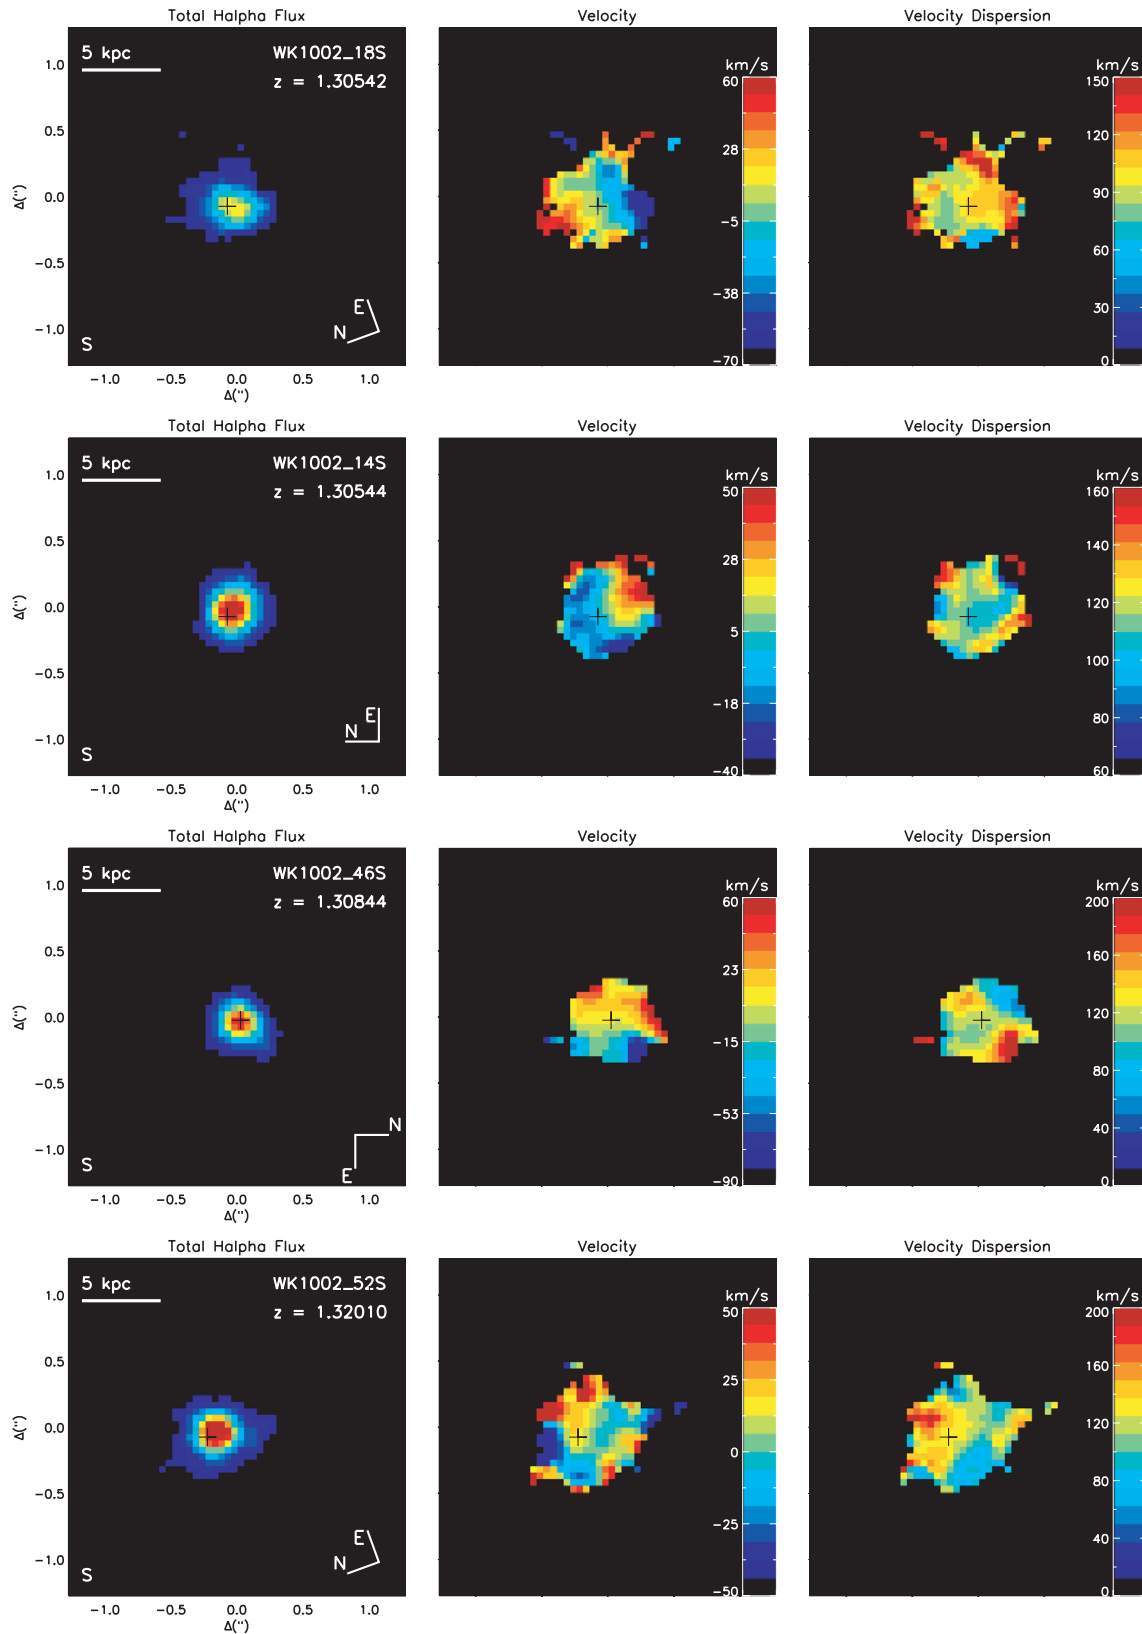 Total Halpha Flux
Velocity
Velocity Dispersion
5 kpc
WK1002_18S
z = 1.30542
km/s
60
28
-5
-38
-70
km/s
150
120
90
60
30
0
1.0
0.5
0.0
-0.5
-1.0
Δ(")
E
N
S
-1.0 -0.5 0.0 0.5 1.0
Δ(")
Total Halpha Flux
Velocity
Velocity Dispersion
5 kpc
WK1002_14S
z = 1.30544
km/s
50
28
5
-18
-40
km/s
160
140
120
100
80
60
1.0
0.5
0.0
-0.5
-1.0
Δ(")
E
N
S
-1.0 -0.5 0.0 0.5 1.0
Δ(")
Total Halpha Flux
Velocity
Velocity Dispersion
5 kpc
WK1002_46S
z = 1.30844
km/s
60
23
-15
-53
-90
km/s
200
160
120
80
40
0
1.0
0.5
0.0
-0.5
-1.0
Δ(")
N
E
S
-1.0 -0.5 0.0 0.5 1.0
Δ(")
Total Halpha Flux
Velocity
Velocity Dispersion
5 kpc
WK1002_52S
z = 1.32010
km/s
50
25
0
-25
-50
km/s
200
160
120
80
40
0
1.0
0.5
0.0
-0.5
-1.0
Δ(")
E
N
S
-1.0 -0.5 0.0 0.5 1.0
Δ(")